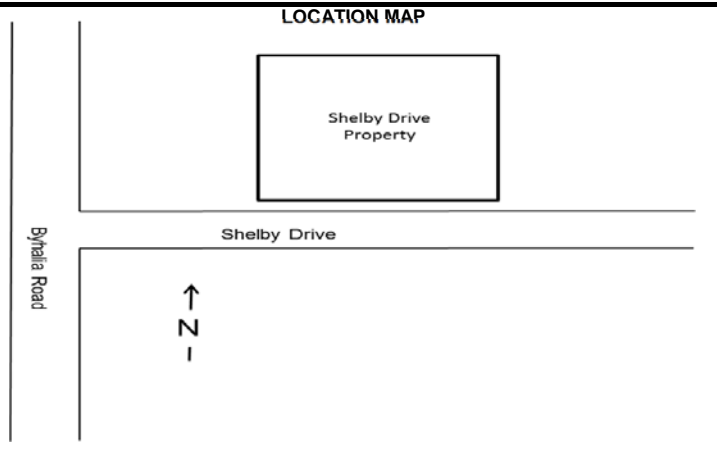 LOCATION MAP
Shelby Drive
Property
Shelby Drive
Byhalia Road
N